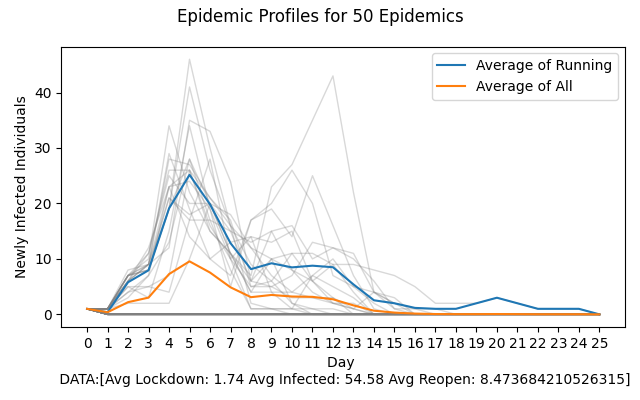 Epidemic Profiles for 50 Epidemics
Newly Infected Individuals
Average of Running
Average of All
40
30
20
10
0
0 1 2 3 4 5 6 7 8 9 10 11 12 13 14 15 16 17 18 19 20 21 22 23 24 25
Day
DATA:[Avg Lockdown: 1.74 Avg Infected: 54.58 Avg Reopen: 8.473684210526315]